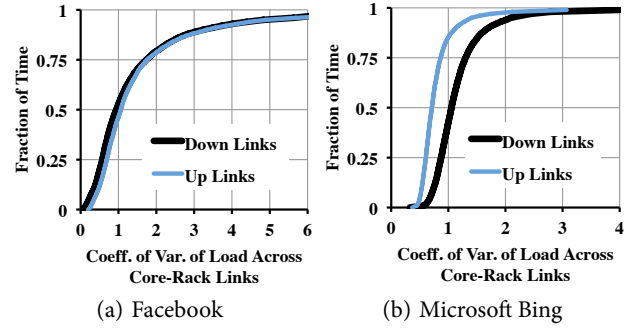 1
0.75
0.5
0.25
0
Fraction of Time
Down Links
Up Links
0 1 2 3 4 5 6
Coeff. of Var. of Load Across
Core-Rack Links
(a) Facebook
1
0.75
0.5
0.25
0
Fraction of Time
Down Links
Up Links
0 1 2 3 4
Coeff. of Var. of Load Across
Core-Rack Links
(b) Microsoft Bing